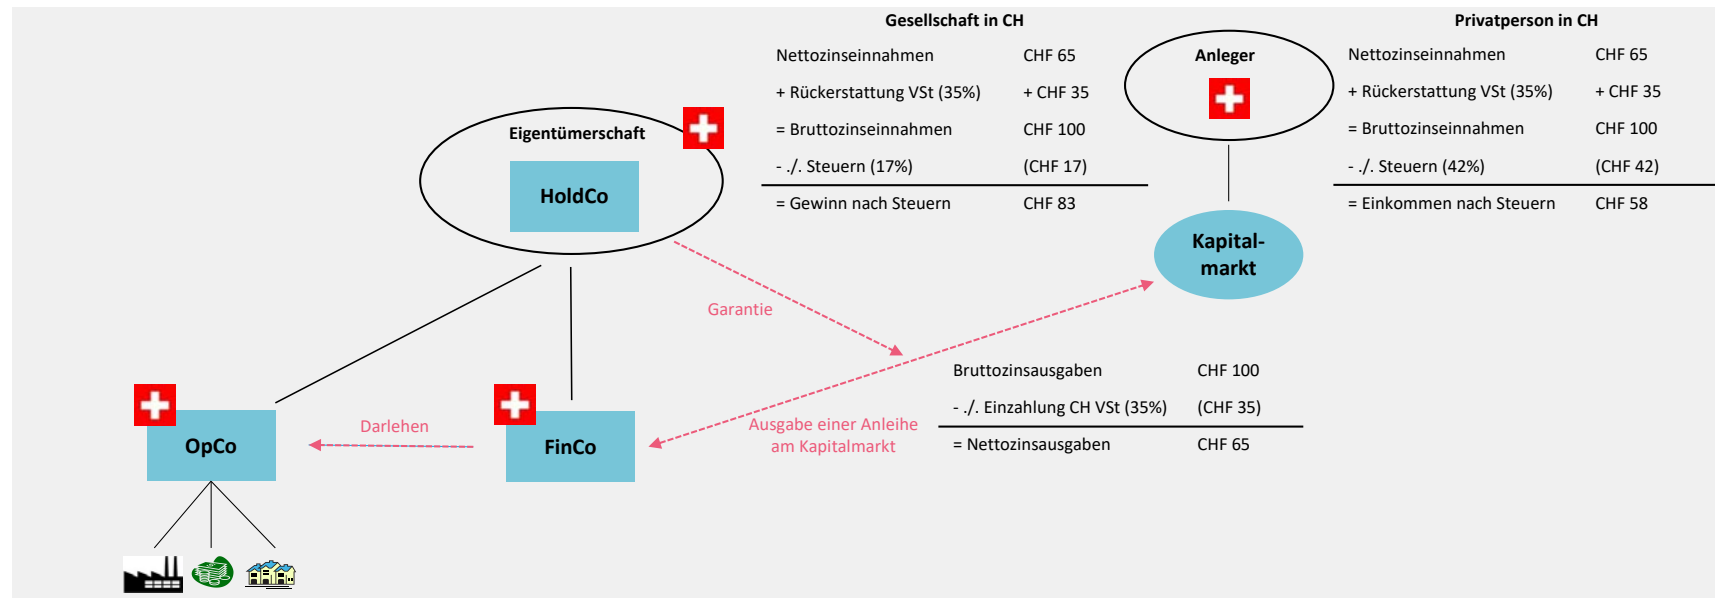 Gesellschaft in CH
Nettozinseinnahmen CHF 65
+ Rückerstattung VSt (35%) + CHF 35
= Bruttozinseinnahmen CHF 100
- ./. Steuern (17%) (CHF 17)
= Gewinn nach Steuern CHF 83
Anleger
Privatperson in CH
Nettozinseinnahmen CHF 65
+ Rückerstattung VSt (35%) + CHF 35
= Bruttozinseinnahmen CHF 100
- ./. Steuern (42%) (CHF 42)
= Einkommen nach Steuern CHF 58
Eigentümerschaft
HoldCo
Kapital-
markt
Garantie
Bruttozinsausgaben CHF 100
- ./. Einzahlung CH VSt (35%) (CHF 35)
= Nettozinsausgaben CHF 65
Ausgabe einer Anleihe
am Kapitalmarkt
Darlehen
OpCo
FinCo